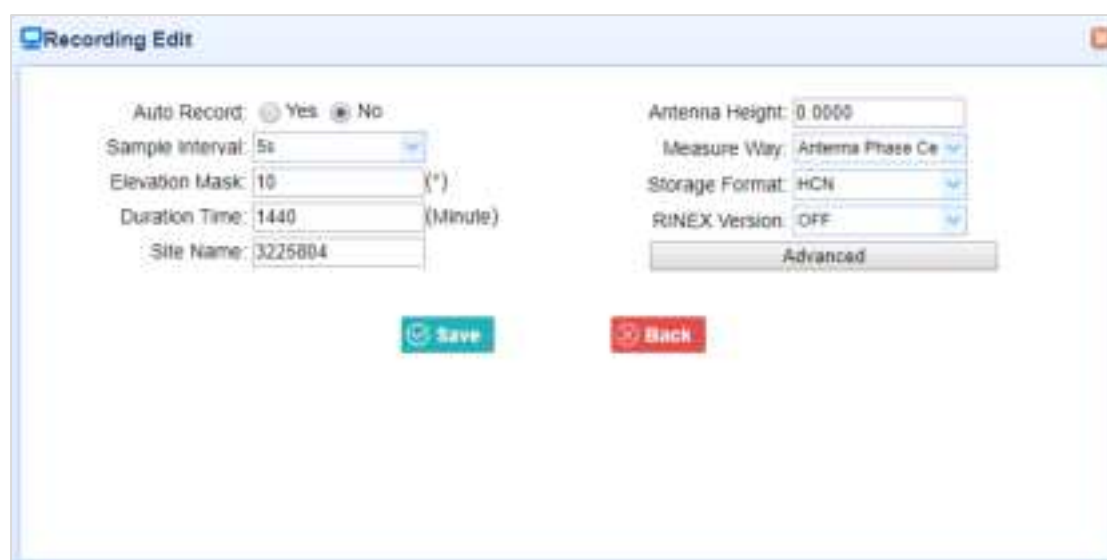 Recording Edit
Auto Record: Yes No
Sample Interval: 5s
Elevation Mask: 10 (°)
Duration Time: 1440 (Minute)
Site Name: 3225804
Antenna Height: 0.0000
Measure Way: Antenna Phase Ce
Storage Format: HCN
RINEX Version: OFF
Advanced
Save
Back